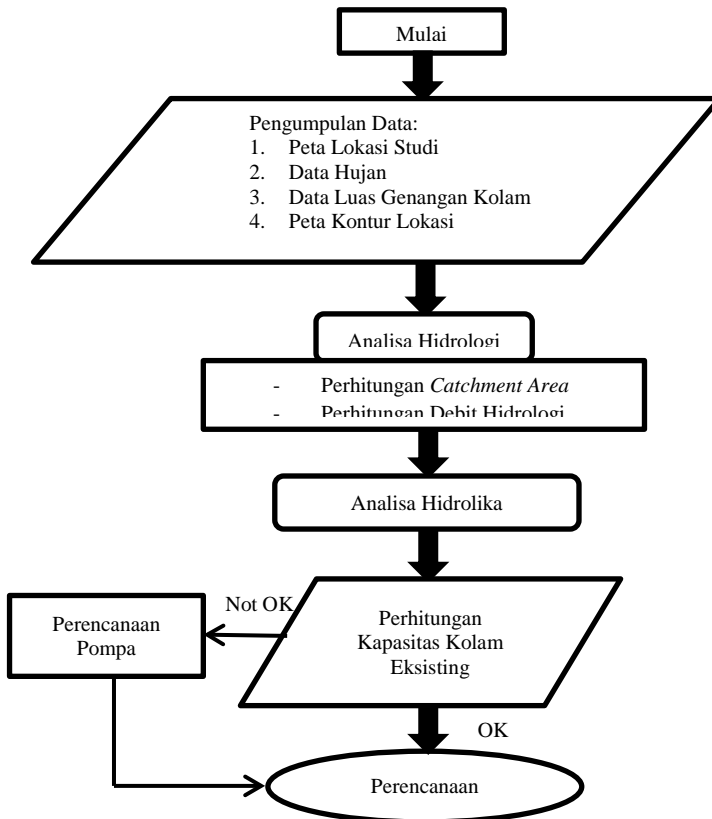 Mulai
Pengumpulan Data:
1. Peta Lokasi Studi
2. Data Hujan
3. Data Luas Genangan Kolam
4. Peta Kontur Lokasi
Analisa Hidrologi
- Perhitungan Catchment Area
- Perhitungan Debit Hidrologi
Analisa Hidrolika
Perhitungan
Kapasitas Kolam
Eksisting
Not OK
Perencanaan
Pompa
OK
Perencanaan